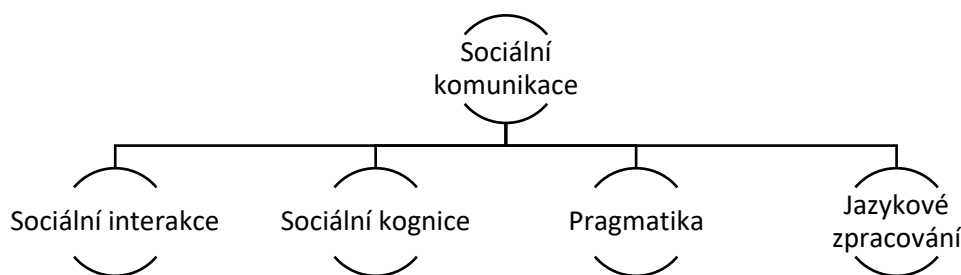 Sociální
komunikace
Sociální interakce
Sociální kognice
Pragmatika
Jazykové
zpracování